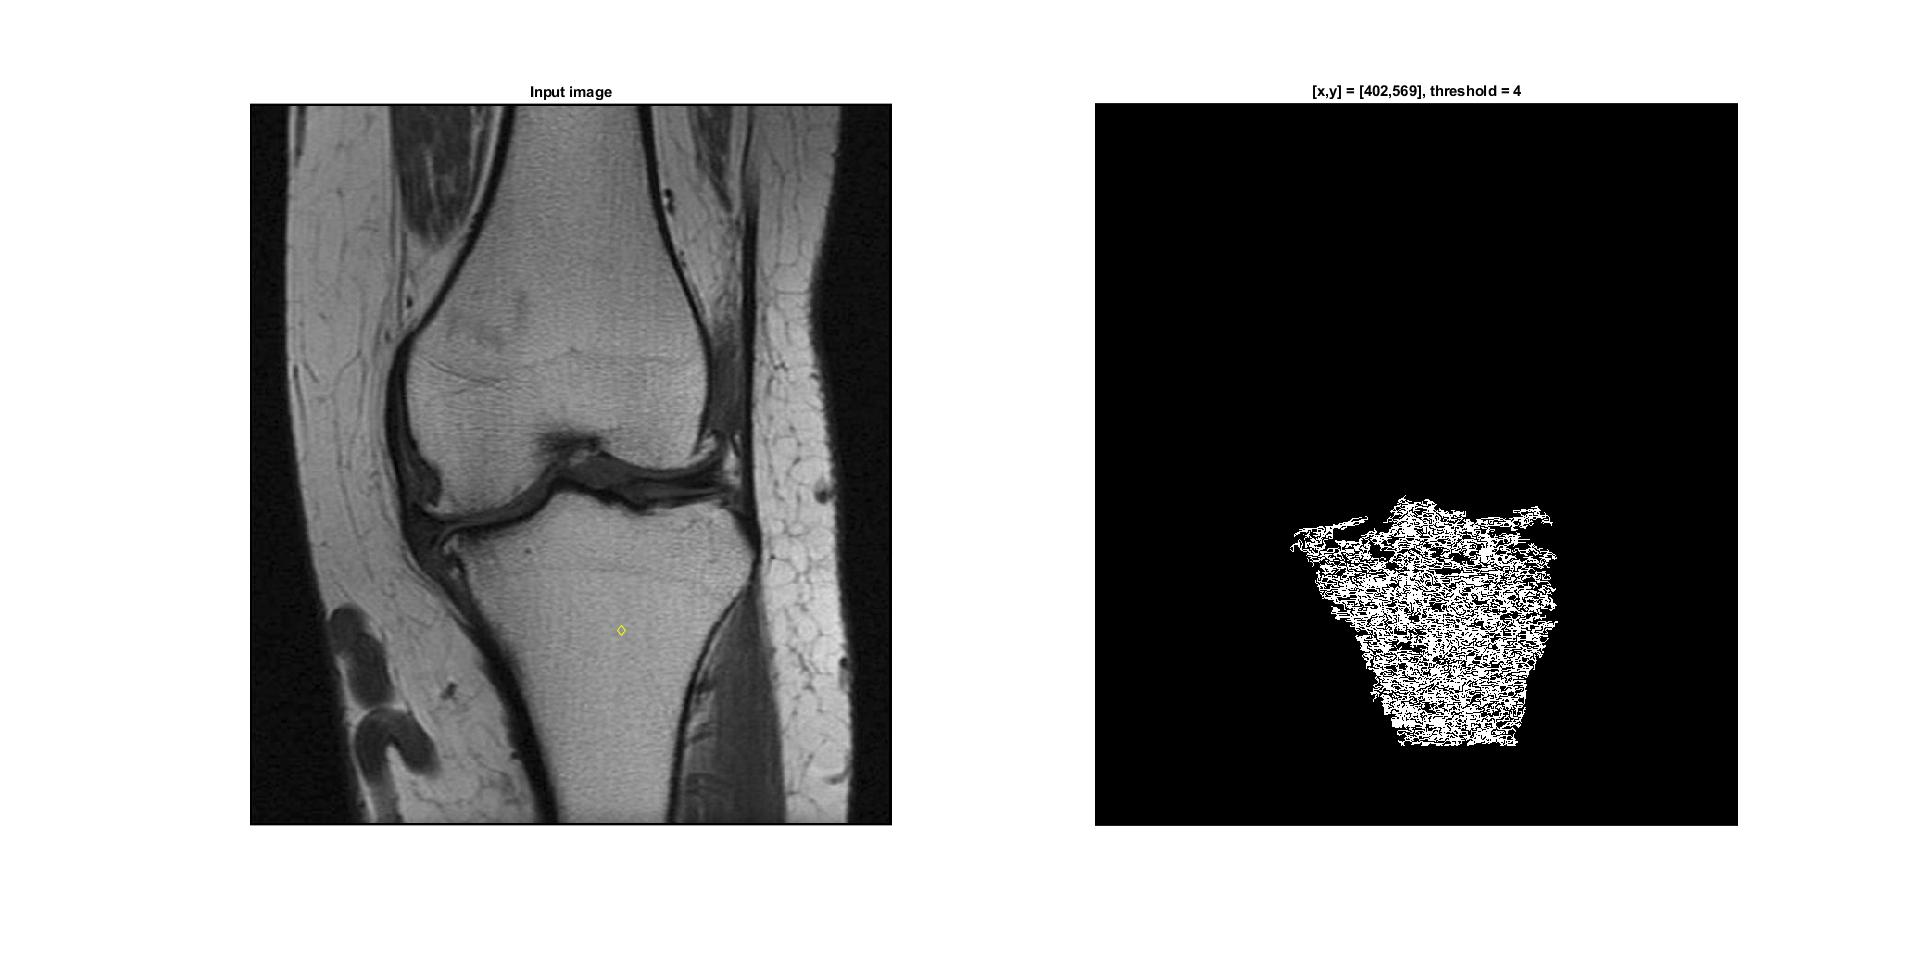 Input image
[x,y] = [402,569], threshold = 4